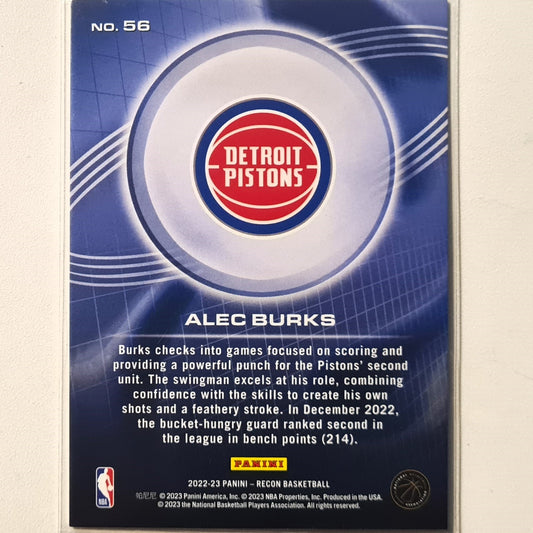 NO. 56
DETROIT
PISTONS
ALEC BURKS
Burks checks into games focused on scoring and
providing a powerful punch for the Pistons' second
unit. The swingman excels at his role, combining
confidence with the skills to create his own
shots and a feathery stroke. In December 2022,
the bucket-hungry guard ranked second in
the league in bench points (214).
PANINI
2022-23 PANINI – RECON BASKETBALL
帕尼尼 © 2023 Panini America, Inc. © 2023 NBA Properties, Inc. Produced in the USA.
© 2023 the National Basketball Players Association. All rights reserved.
NBA